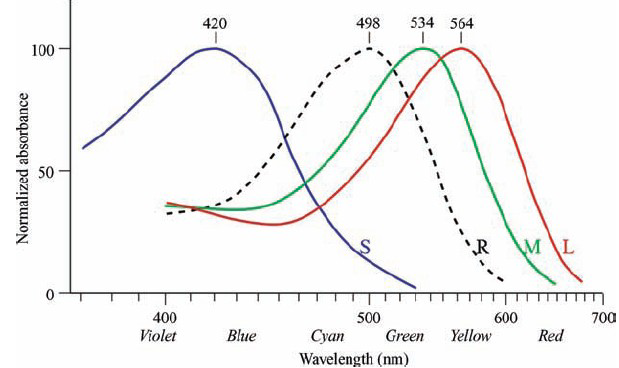 420 498 534 564
100
50
0
Normalized absorbance
S R M L
400 500 600 700
Violet Blue Cyan Green Yellow Red
Wavelength (nm)